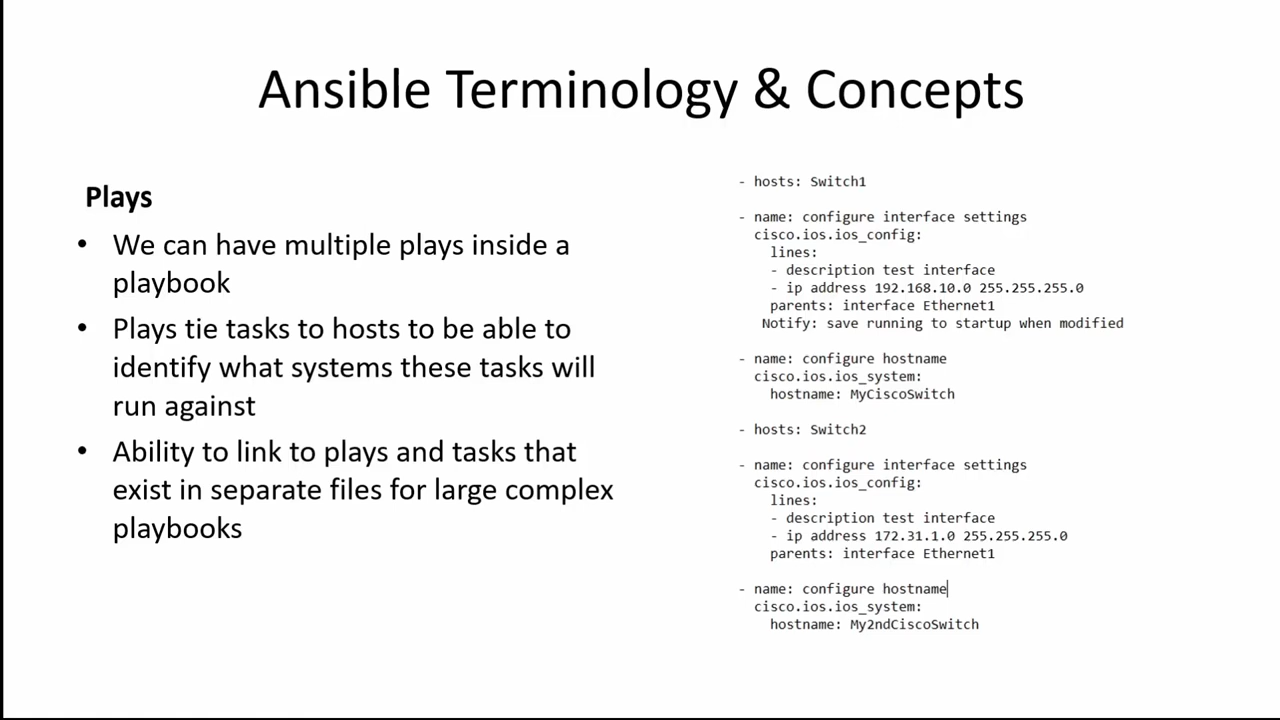 Ansible Terminology & Concepts
Plays
• We can have multiple plays inside a
playbook
• Plays tie tasks to hosts to be able to
identify what systems these tasks will
run against
• Ability to link to plays and tasks that
exist in separate files for large complex
playbooks
- hosts: Switch1
- name: configure interface settings
cisco.ios.ios_config:
lines:
- description test interface
- ip address 192.168.10.0 255.255.255.0
parents: interface Ethernet1
Notify: save running to startup when modified
- name: configure hostname
cisco.ios.ios_system:
hostname: MyCiscoSwitch
- hosts: Switch2
- name: configure interface settings
cisco.ios.ios_config:
lines:
- description test interface
- ip address 172.31.1.0 255.255.255.0
parents: interface Ethernet1
- name: configure hostname
cisco.ios.ios_system:
hostname: My2ndCiscoSwitch